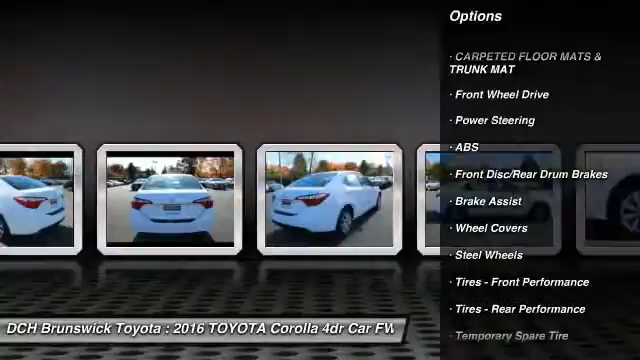 Options
· CARPETED FLOOR MATS &
TRUNK MAT
· Front Wheel Drive
· Power Steering
· ABS
· Front Disc/Rear Drum Brakes
· Brake Assist
· Wheel Covers
· Steel Wheels
· Tires - Front Performance
· Tires - Rear Performance
· Temporary Spare Tire
DCH Brunswick Toyota : 2016 TOYOTA Corolla 4dr Car FW